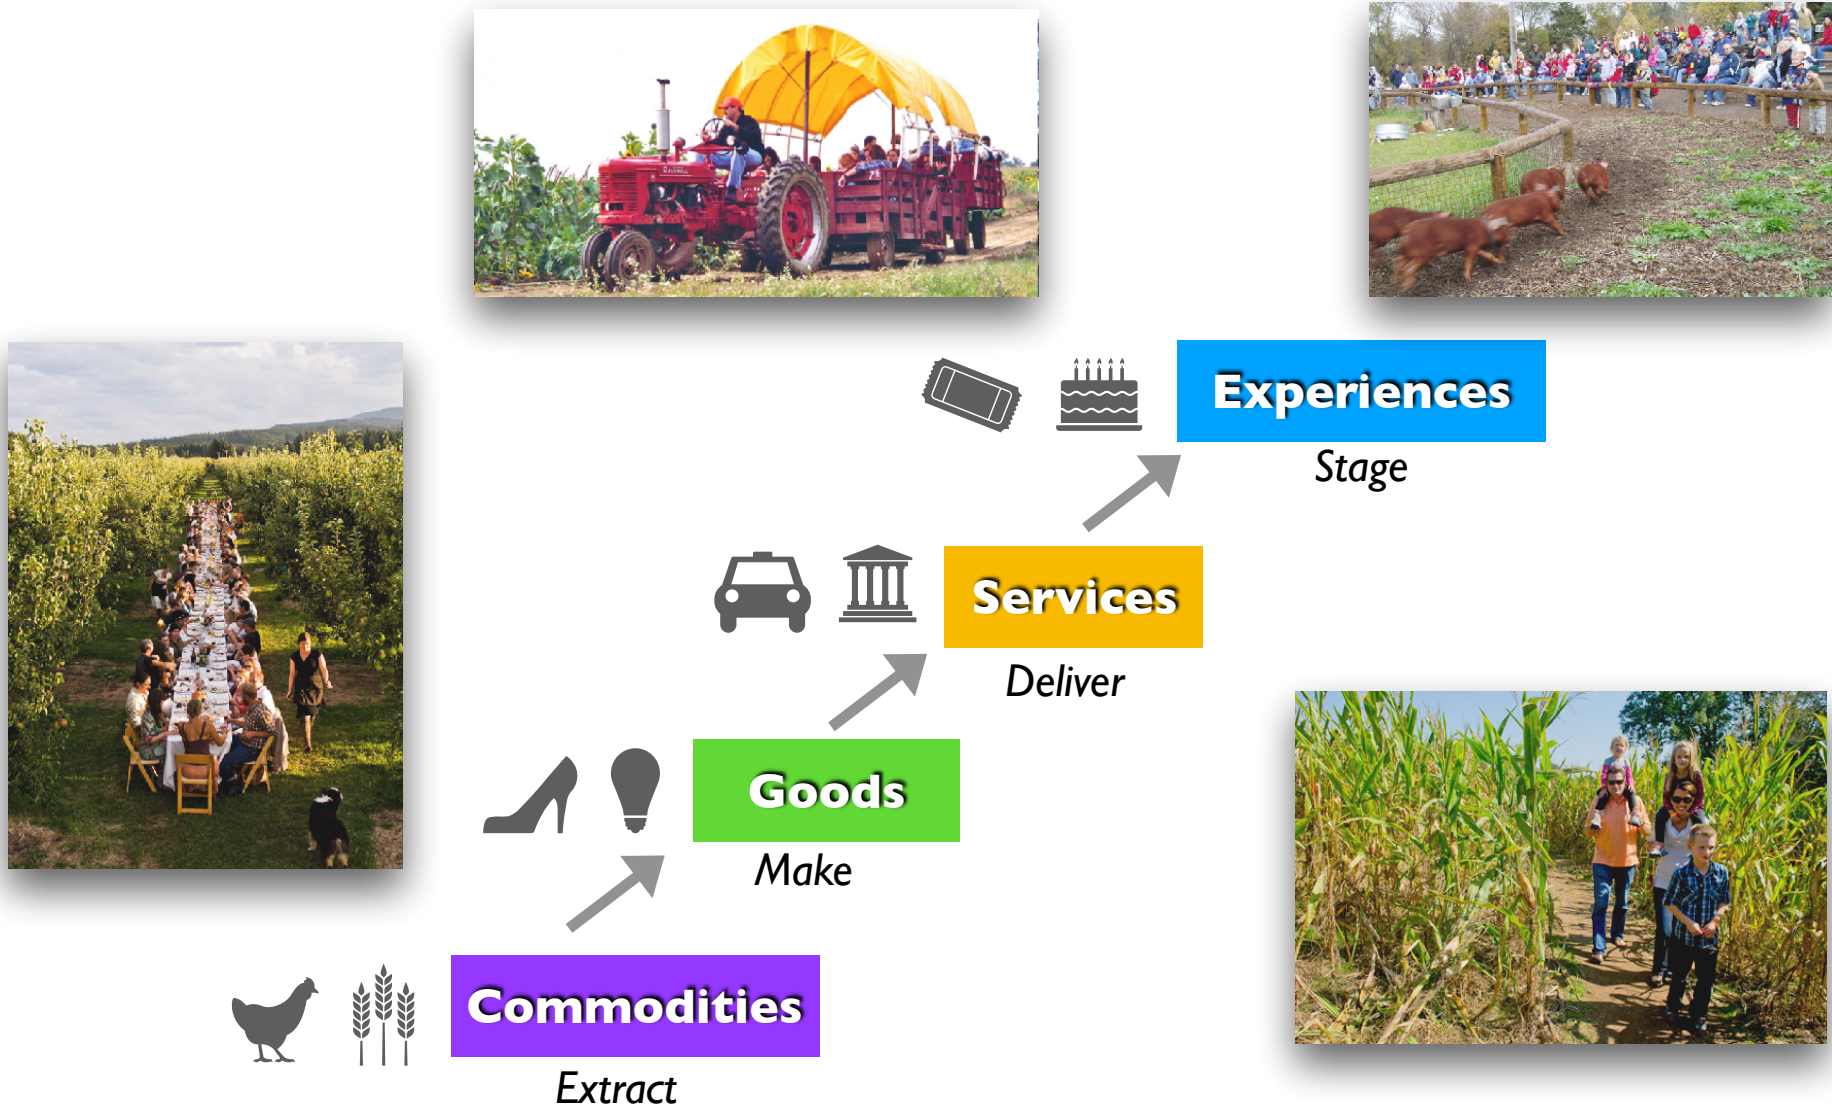 Experiences
Stage
Services
Deliver
Goods
Make
Commodities
Extract